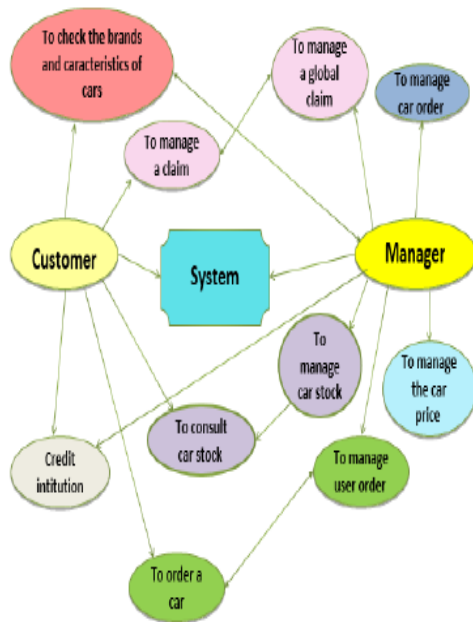 To check the brands
and caracteristics of
cars
To manage
a global
claim
To manage
car order
To manage
a claim
Customer
System
Manager
To
manage
car stock
To manage
the car
price
To consult
car stock
Credit
intitution
To manage
user order
To order a
car